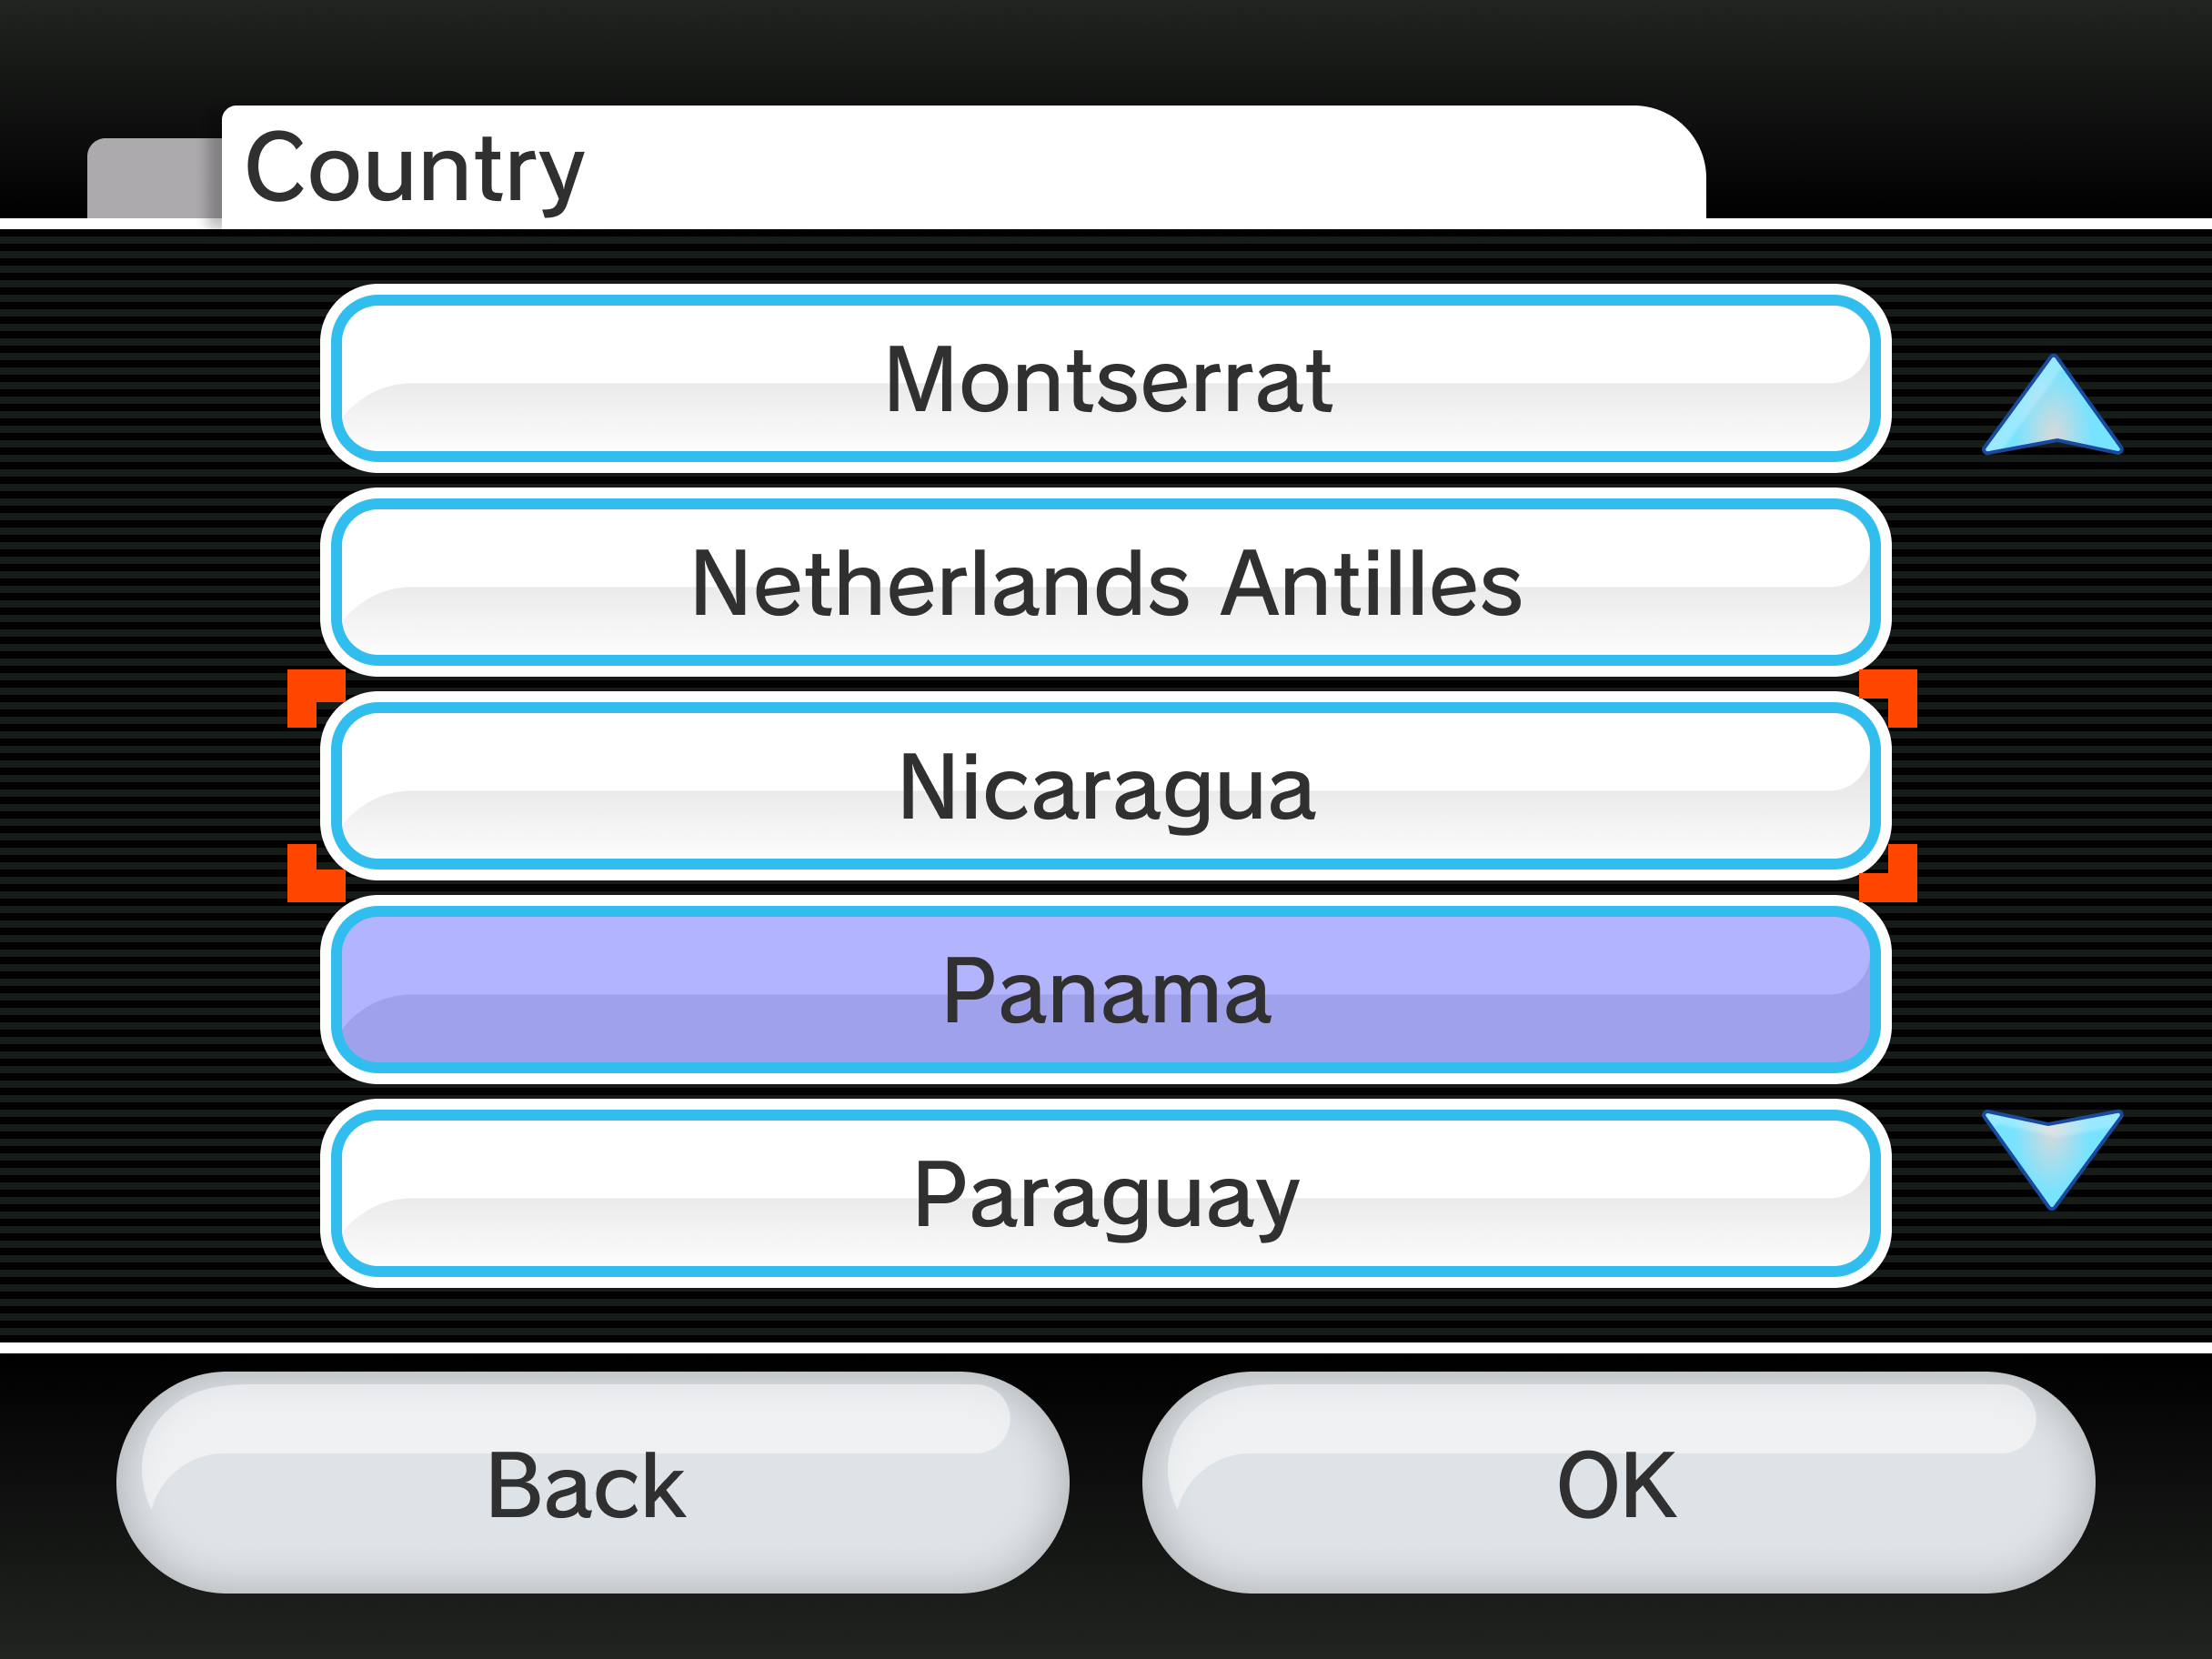 Country
Montserrat
Netherlands Antilles
Nicaragua
Panama
Paraguay
Back
OK